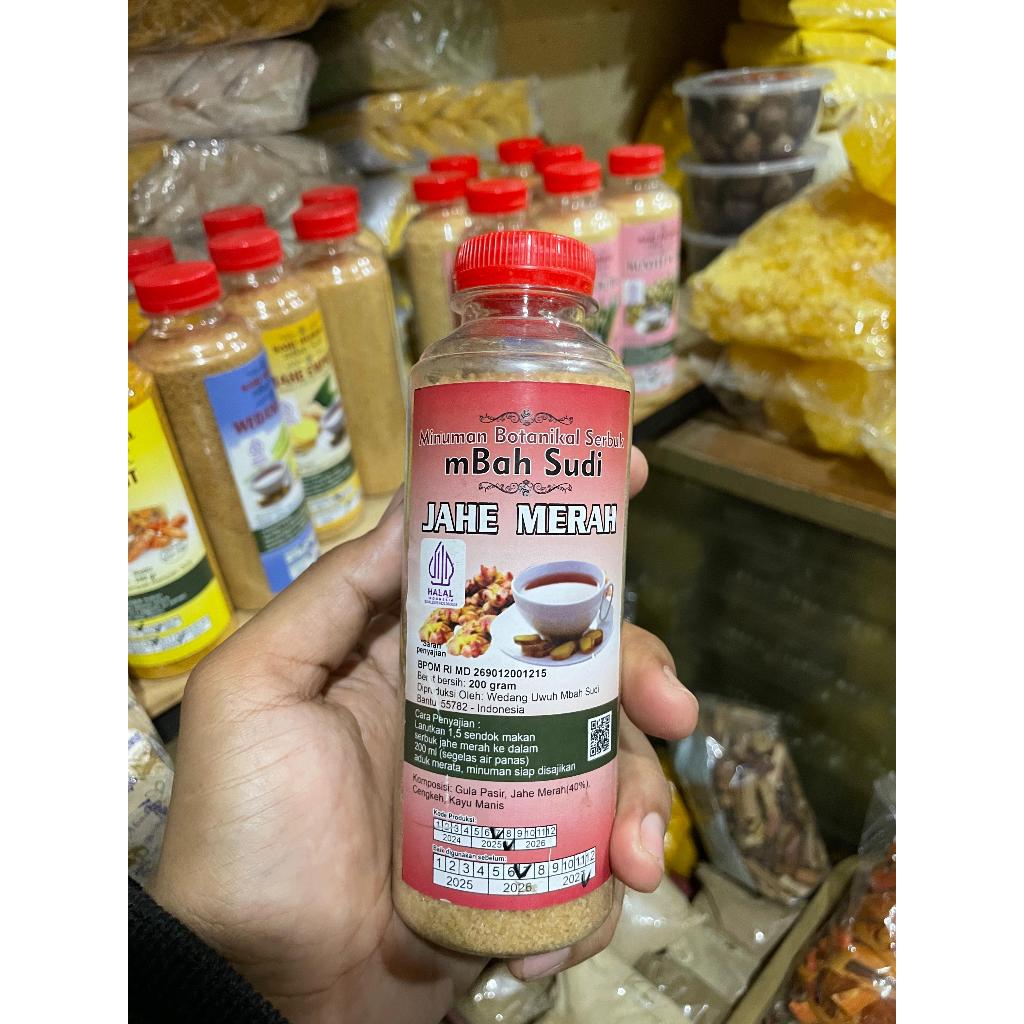 Minuman Botanikal Serbuk
mBah Sudi
JAHE MERAH
HALAL
INDONESIA
Saran
penyajian
BPOM RI MD 269012001215
Berat bersih: 200 gram
Diproduksi Oleh: Wedang Uwuh Mbah Sudi
Bantul 55782 - Indonesia
Cara Penyajian :
Larutkan 1,5 sendok makan
serbuk jahe merah ke dalam
200 ml (segelas air panas)
aduk merata, minuman siap disajikan
Komposisi: Gula Pasir, Jahe Merah(40%),
Cengkeh, Kayu Manis
Kode Produksi:
1 2 3 4 5 6 7 8 9 10 11 12
2024 2025 2026
Baik digunakan sebelum:
1 2 3 4 5 6 7 8 9 10 11 12
2025 2026 2027
WEDANG